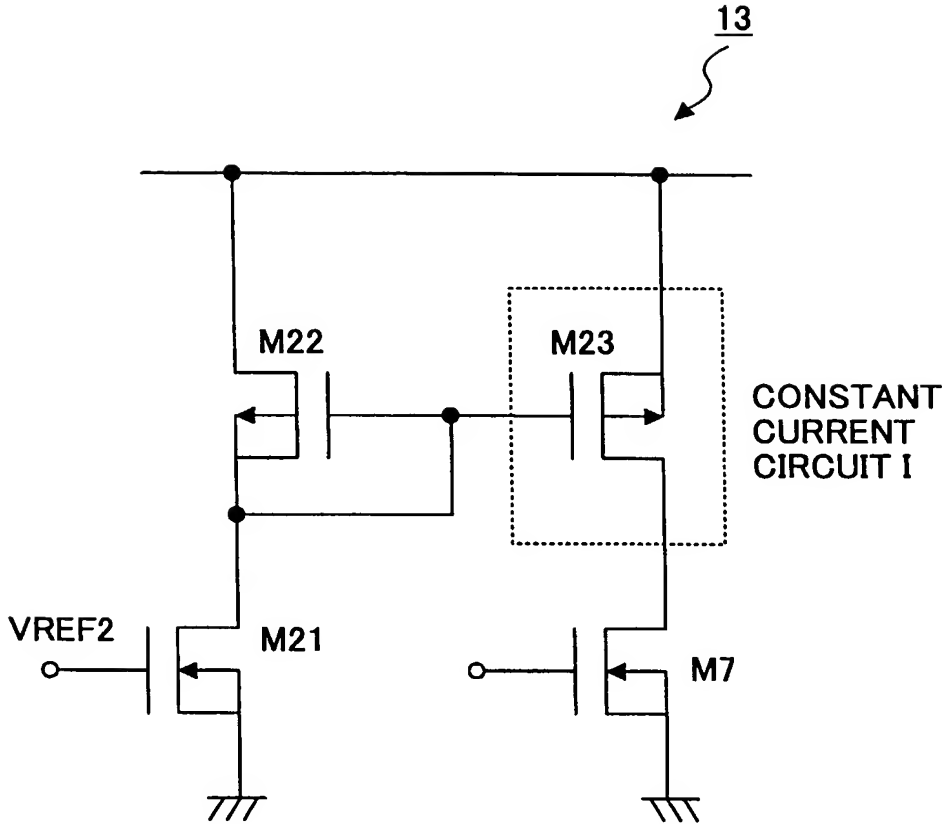 13
M22
M23
CONSTANT
CURRENT
CIRCUIT I
VREF2
M21
M7